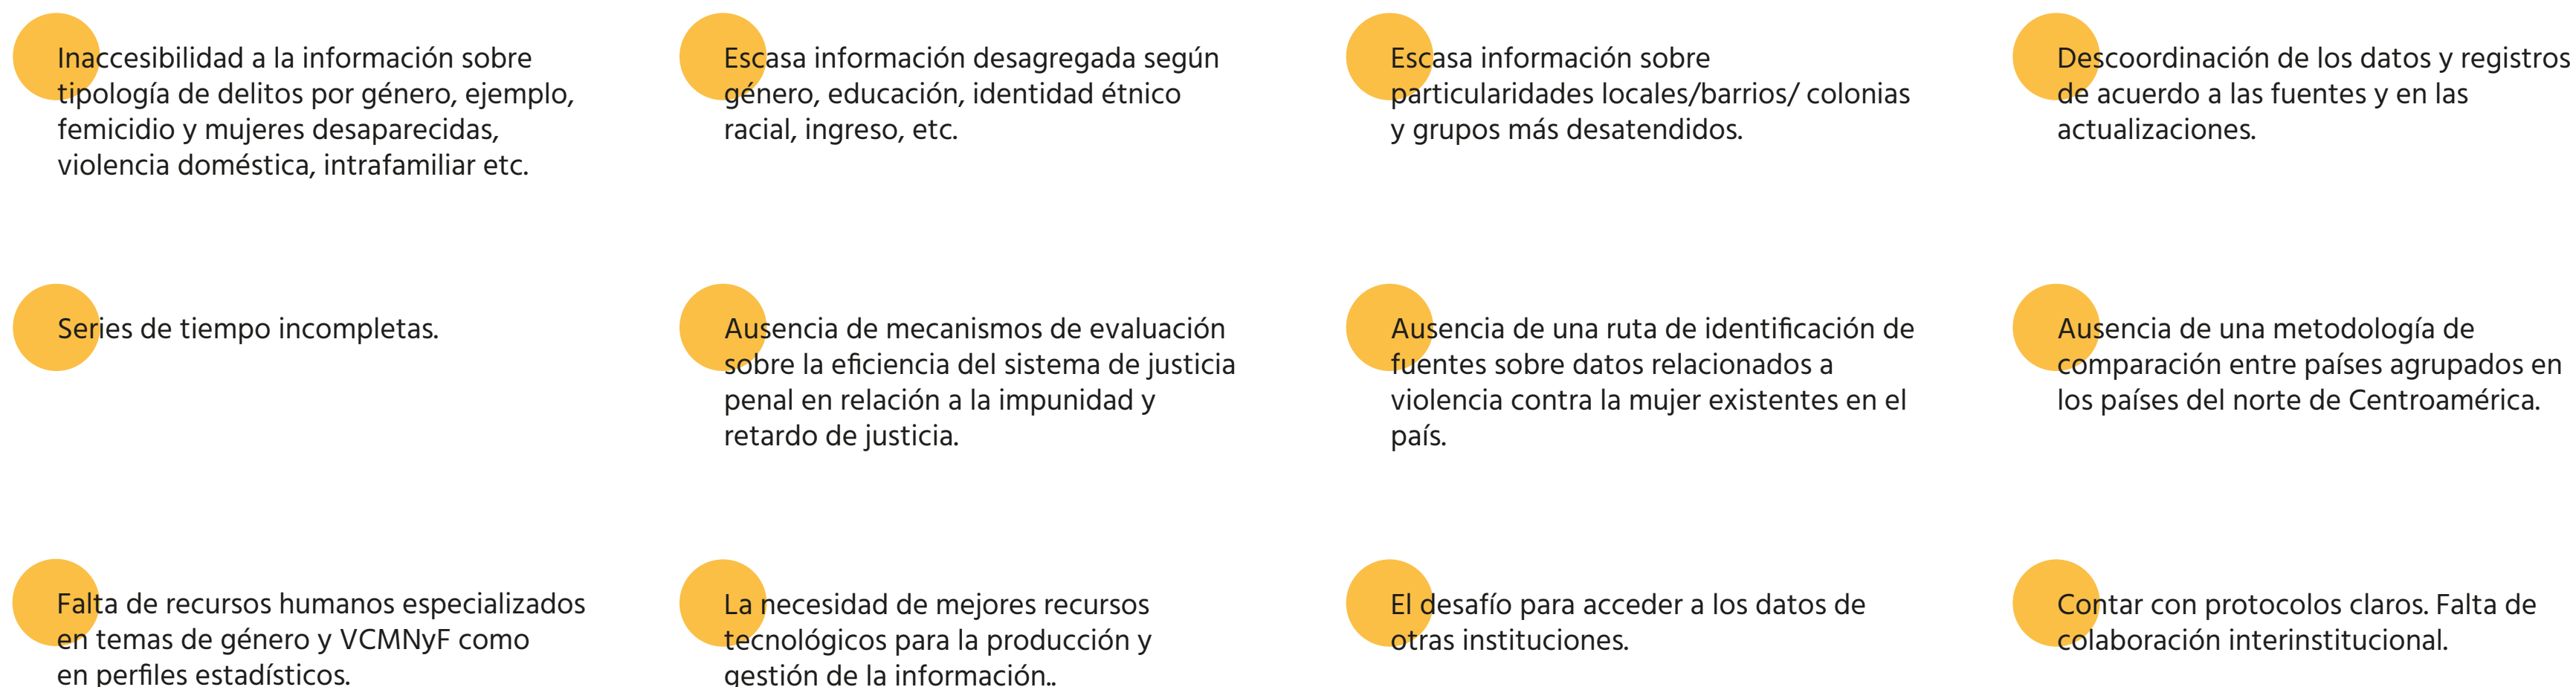 Inaccesibilidad a la información sobre
tipología de delitos por género, ejemplo,
femicidio y mujeres desaparecidas,
violencia doméstica, intrafamiliar etc.
Escasa información desagregada según
género, educación, identidad étnico
racial, ingreso, etc.
Escasa información sobre
particularidades locales/barrios/ colonias
y grupos más desatendidos.
Descoordinación de los datos y registros
de acuerdo a las fuentes y en las
actualizaciones.
Series de tiempo incompletas.
Ausencia de mecanismos de evaluación
sobre la eficiencia del sistema de justicia
penal en relación a la impunidad y
retardo de justicia.
Ausencia de una ruta de identificación de
fuentes sobre datos relacionados a
violencia contra la mujer existentes en el
país.
Ausencia de una metodología de
comparación entre países agrupados en
los países del norte de Centroamérica.
Falta de recursos humanos especializados
en temas de género y VCMNyF como
en perfiles estadísticos.
La necesidad de mejores recursos
tecnológicos para la producción y
gestión de la información..
El desafío para acceder a los datos de
otras instituciones.
Contar con protocolos claros. Falta de
colaboración interinstitucional.